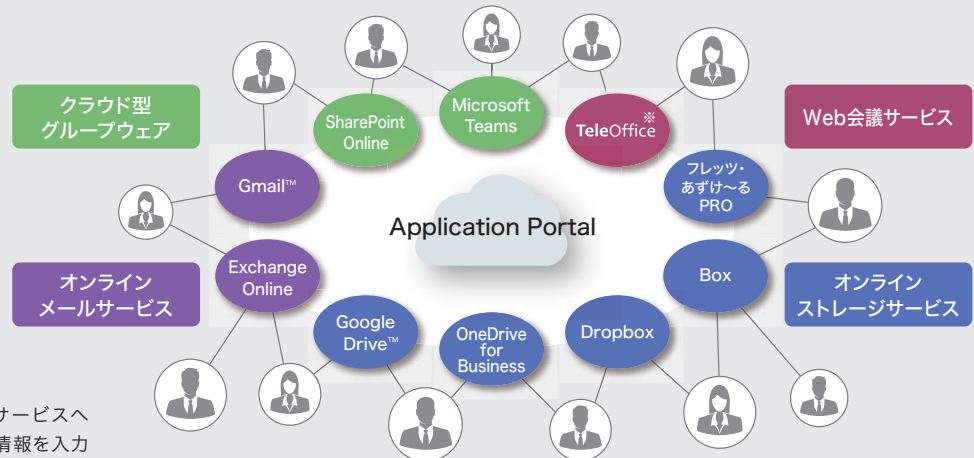 クラウド型
グループウェア
SharePoint
Online
Microsoft
Teams
※
TeleOffice
Web会議サービス
Gmail™
フレッツ・
あずけ～る
PRO
Application Portal
オンライン
メールサービス
Exchange
Online
Box
オンライン
ストレージサービス
Google
Drive™
OneDrive
for
Business
Dropbox
サービスへ
情報を入力